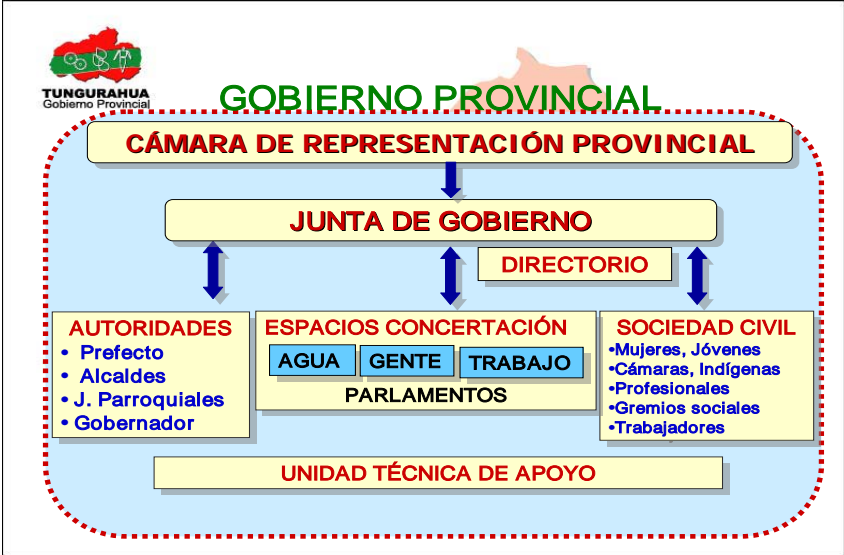 TUNGURAHUA
Gobierno Provincial
GOBIERNO PROVINCIAL
CÁMARA DE REPRESENTACIÓN PROVINCIAL
JUNTA DE GOBIERNO
DIRECTORIO
AUTORIDADES
• Prefecto
• Alcaldes
• J. Parroquiales
• Gobernador
ESPACIOS CONCERTACIÓN
AGUA GENTE TRABAJO
PARLAMENTOS
SOCIEDAD CIVIL
•Mujeres, Jóvenes
•Cámaras, Indígenas
•Profesionales
•Gremios sociales
•Trabajadores
UNIDAD TÉCNICA DE APOYO